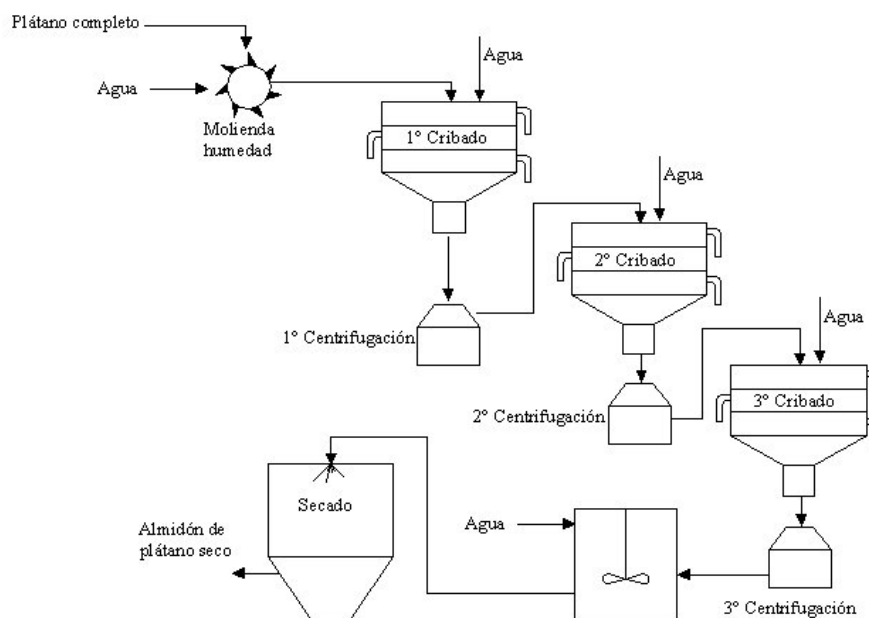 Plátano completo
Agua
Agua
Molienda
humedad
1° Cribado
Agua
1° Centrifugación
2° Cribado
Agua
2° Centrifugación
3° Cribado
Secado
Agua
Almidón de
plátano seco
3° Centrifugación